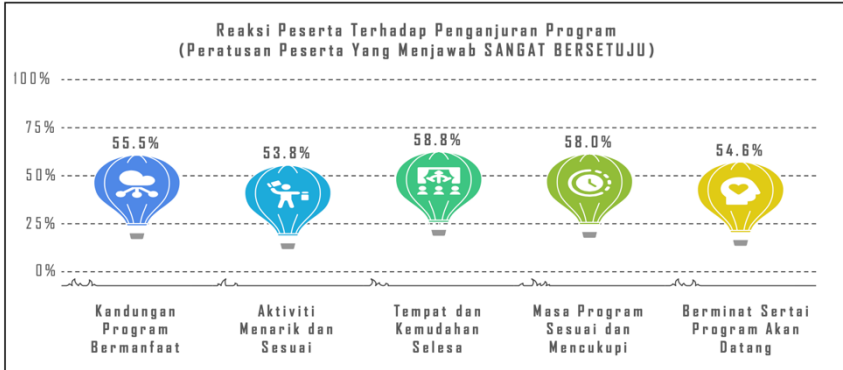 Reaksi Peserta Terhadap Penganjuran Program
(Peratusan Peserta Yang Menjawab SANGAT BERSETUJU)
100%
75%
50%
25%
0%
55.5%
53.8%
58.8%
58.0%
54.6%
Kandungan
Program
Bermanfaat
Aktiviti
Menarik dan
Sesuai
Tempat dan
Kemudahan
Selesa
Masa Program
Sesuai dan
Mencukupi
Berminat Sertai
Program Akan
Datang